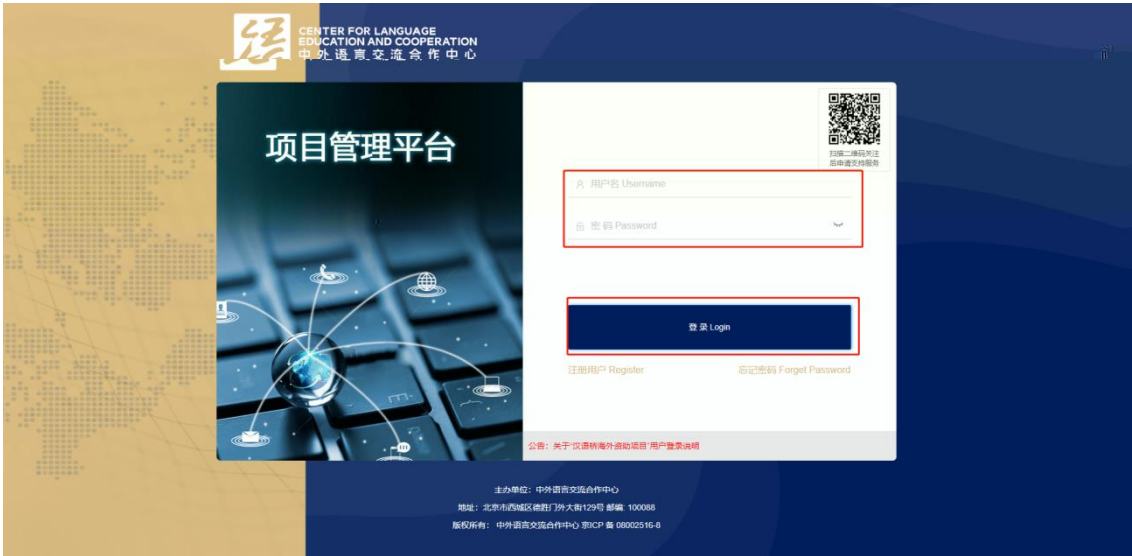 CENTER FOR LANGUAGE
EDUCATION AND COOPERATION
中外语言交流合作中心
项目管理平台
扫描二维码关注
后申请支持服务
用户名 Username
密 码 Password
登 录 Login
注册用户 Register
忘记密码 Forget Password
公告：关于“汉语桥海外资助项目”用户登录说明
主办单位：中外语言交流合作中心
地址：北京市西城区德胜门外大街129号 邮编: 100088
版权所有： 中外语言交流合作中心 京ICP 备 08002516-8